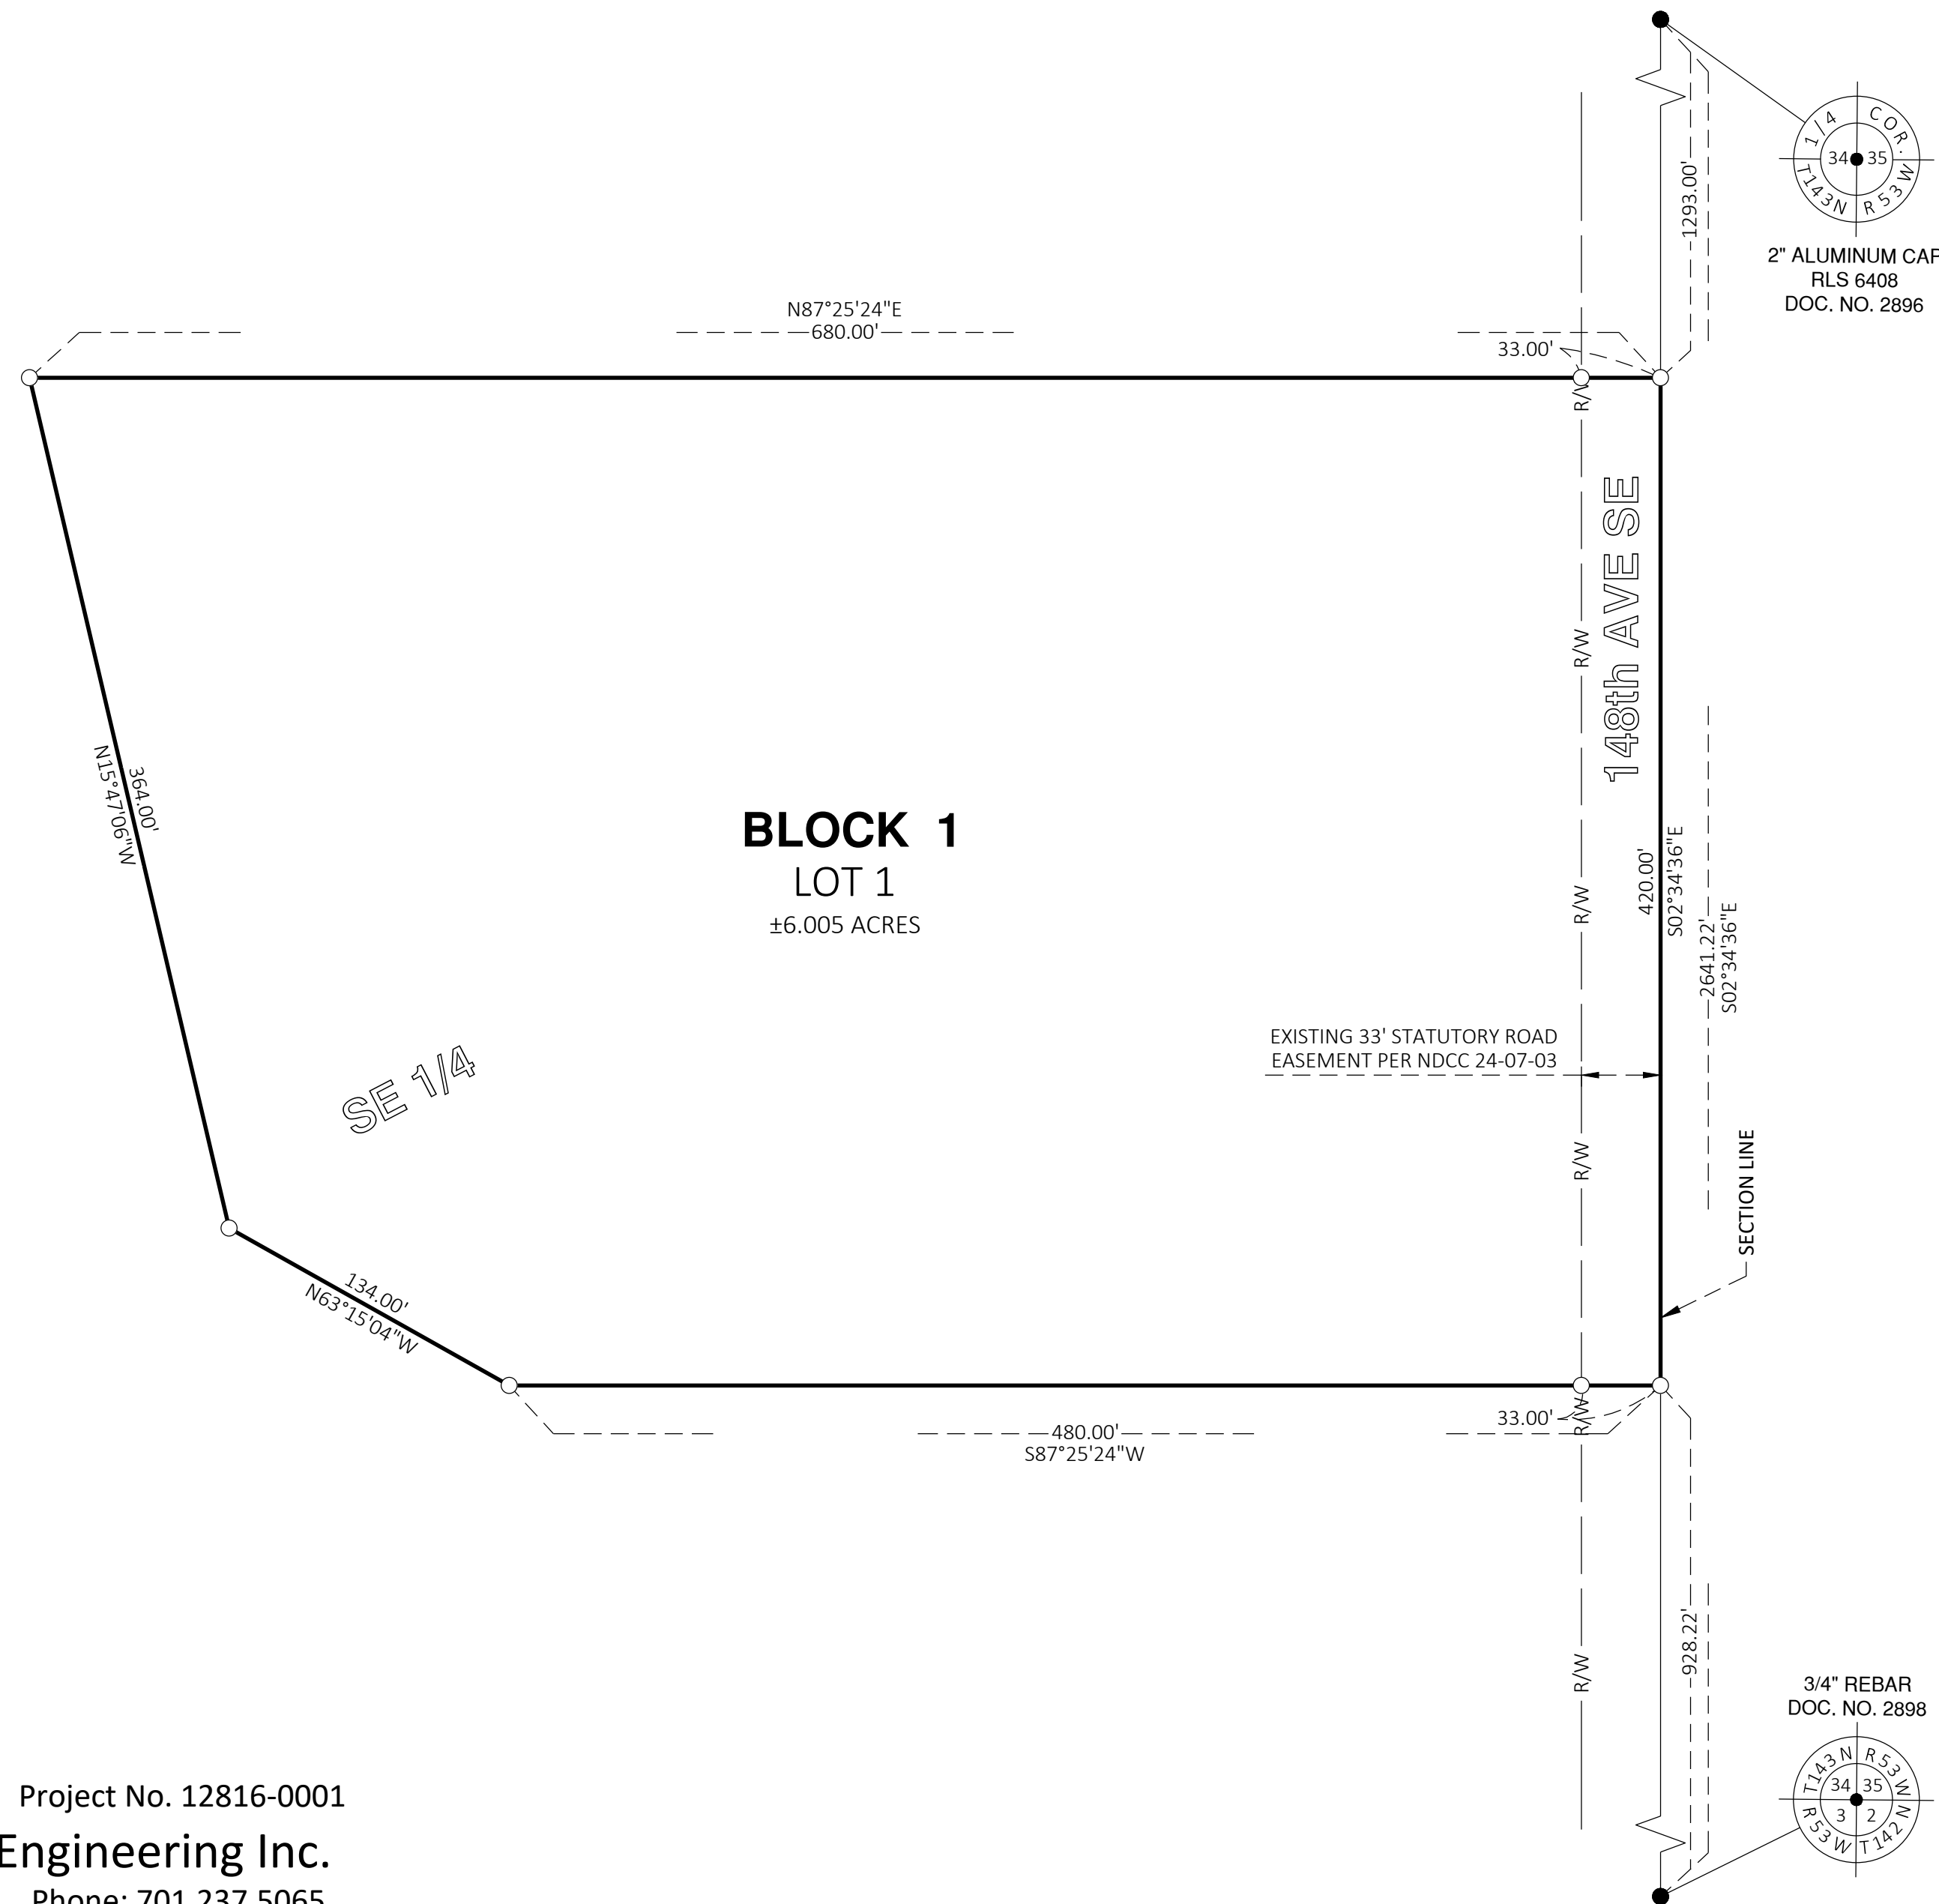 1/4 COR.
34 35
T143N R53W
2" ALUMINUM CAP
RLS 6408
DOC. NO. 2896
1293.00'
N87°25'24"E
680.00'
33.00'
R/W
148th AVE SE
R/W
364.00'
N15°47'06"W
BLOCK 1
LOT 1
±6.005 ACRES
R/W
420.00'
S02°34'36"E
2641.22'
S02°34'36"E
SE 1/4
EXISTING 33' STATUTORY ROAD
EASEMENT PER NDCC 24-07-03
R/W
SECTION LINE
134.00'
N63°15'04"W
33.00'
R/W
480.00'
S87°25'24"W
928.22'
R/W
3/4" REBAR
DOC. NO. 2898
T143N R53W
34 35
3 2
R53W T142N
Project No. 12816-0001
Engineering Inc.
Phone: 701.237.5065